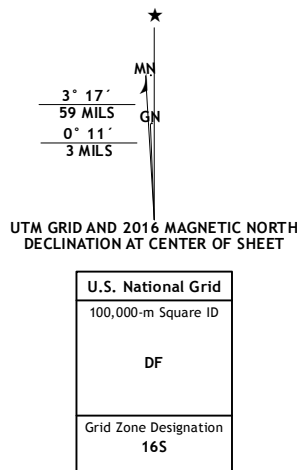 MN
3° 17´
59 MILS
GN
0° 11´
3 MILS
UTM GRID AND 2016 MAGNETIC NORTH
DECLINATION AT CENTER OF SHEET
U.S. National Grid
100,000-m Square ID
DF
Grid Zone Designation
16S